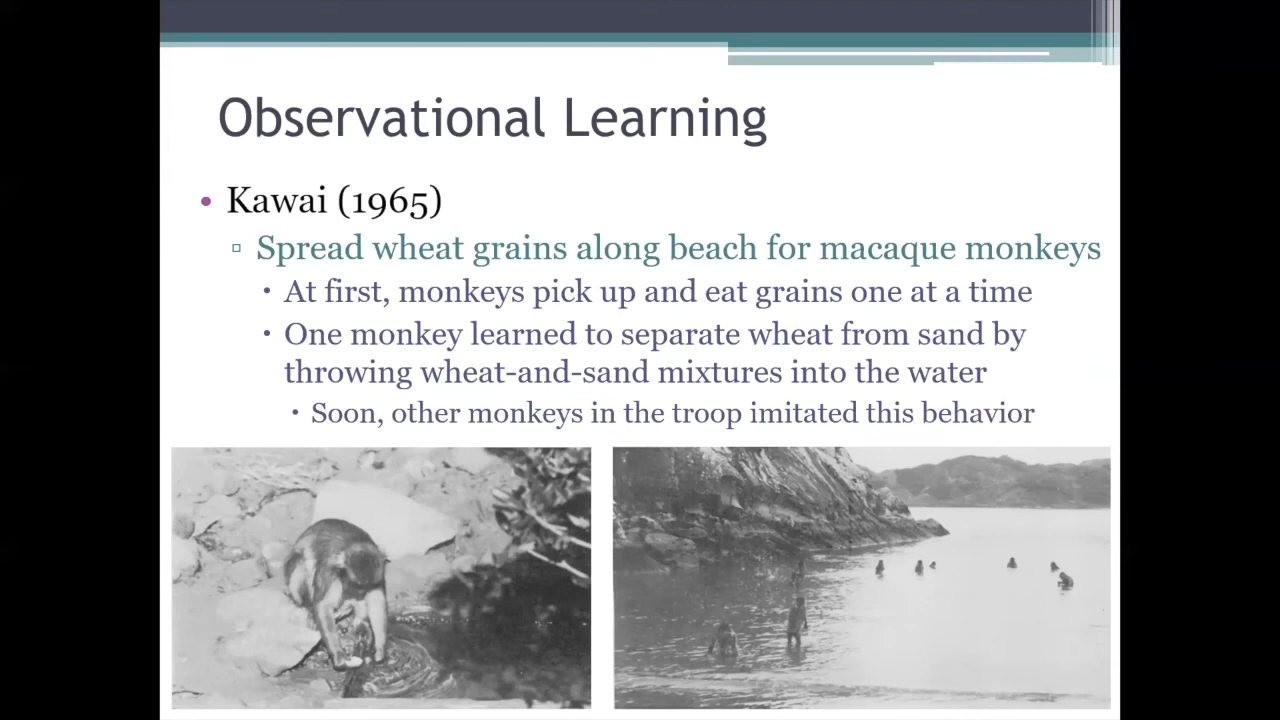 Observational Learning
• Kawai (1965)
▫ Spread wheat grains along beach for macaque monkeys
▪ At first, monkeys pick up and eat grains one at a time
▪ One monkey learned to separate wheat from sand by
throwing wheat-and-sand mixtures into the water
▪ Soon, other monkeys in the troop imitated this behavior